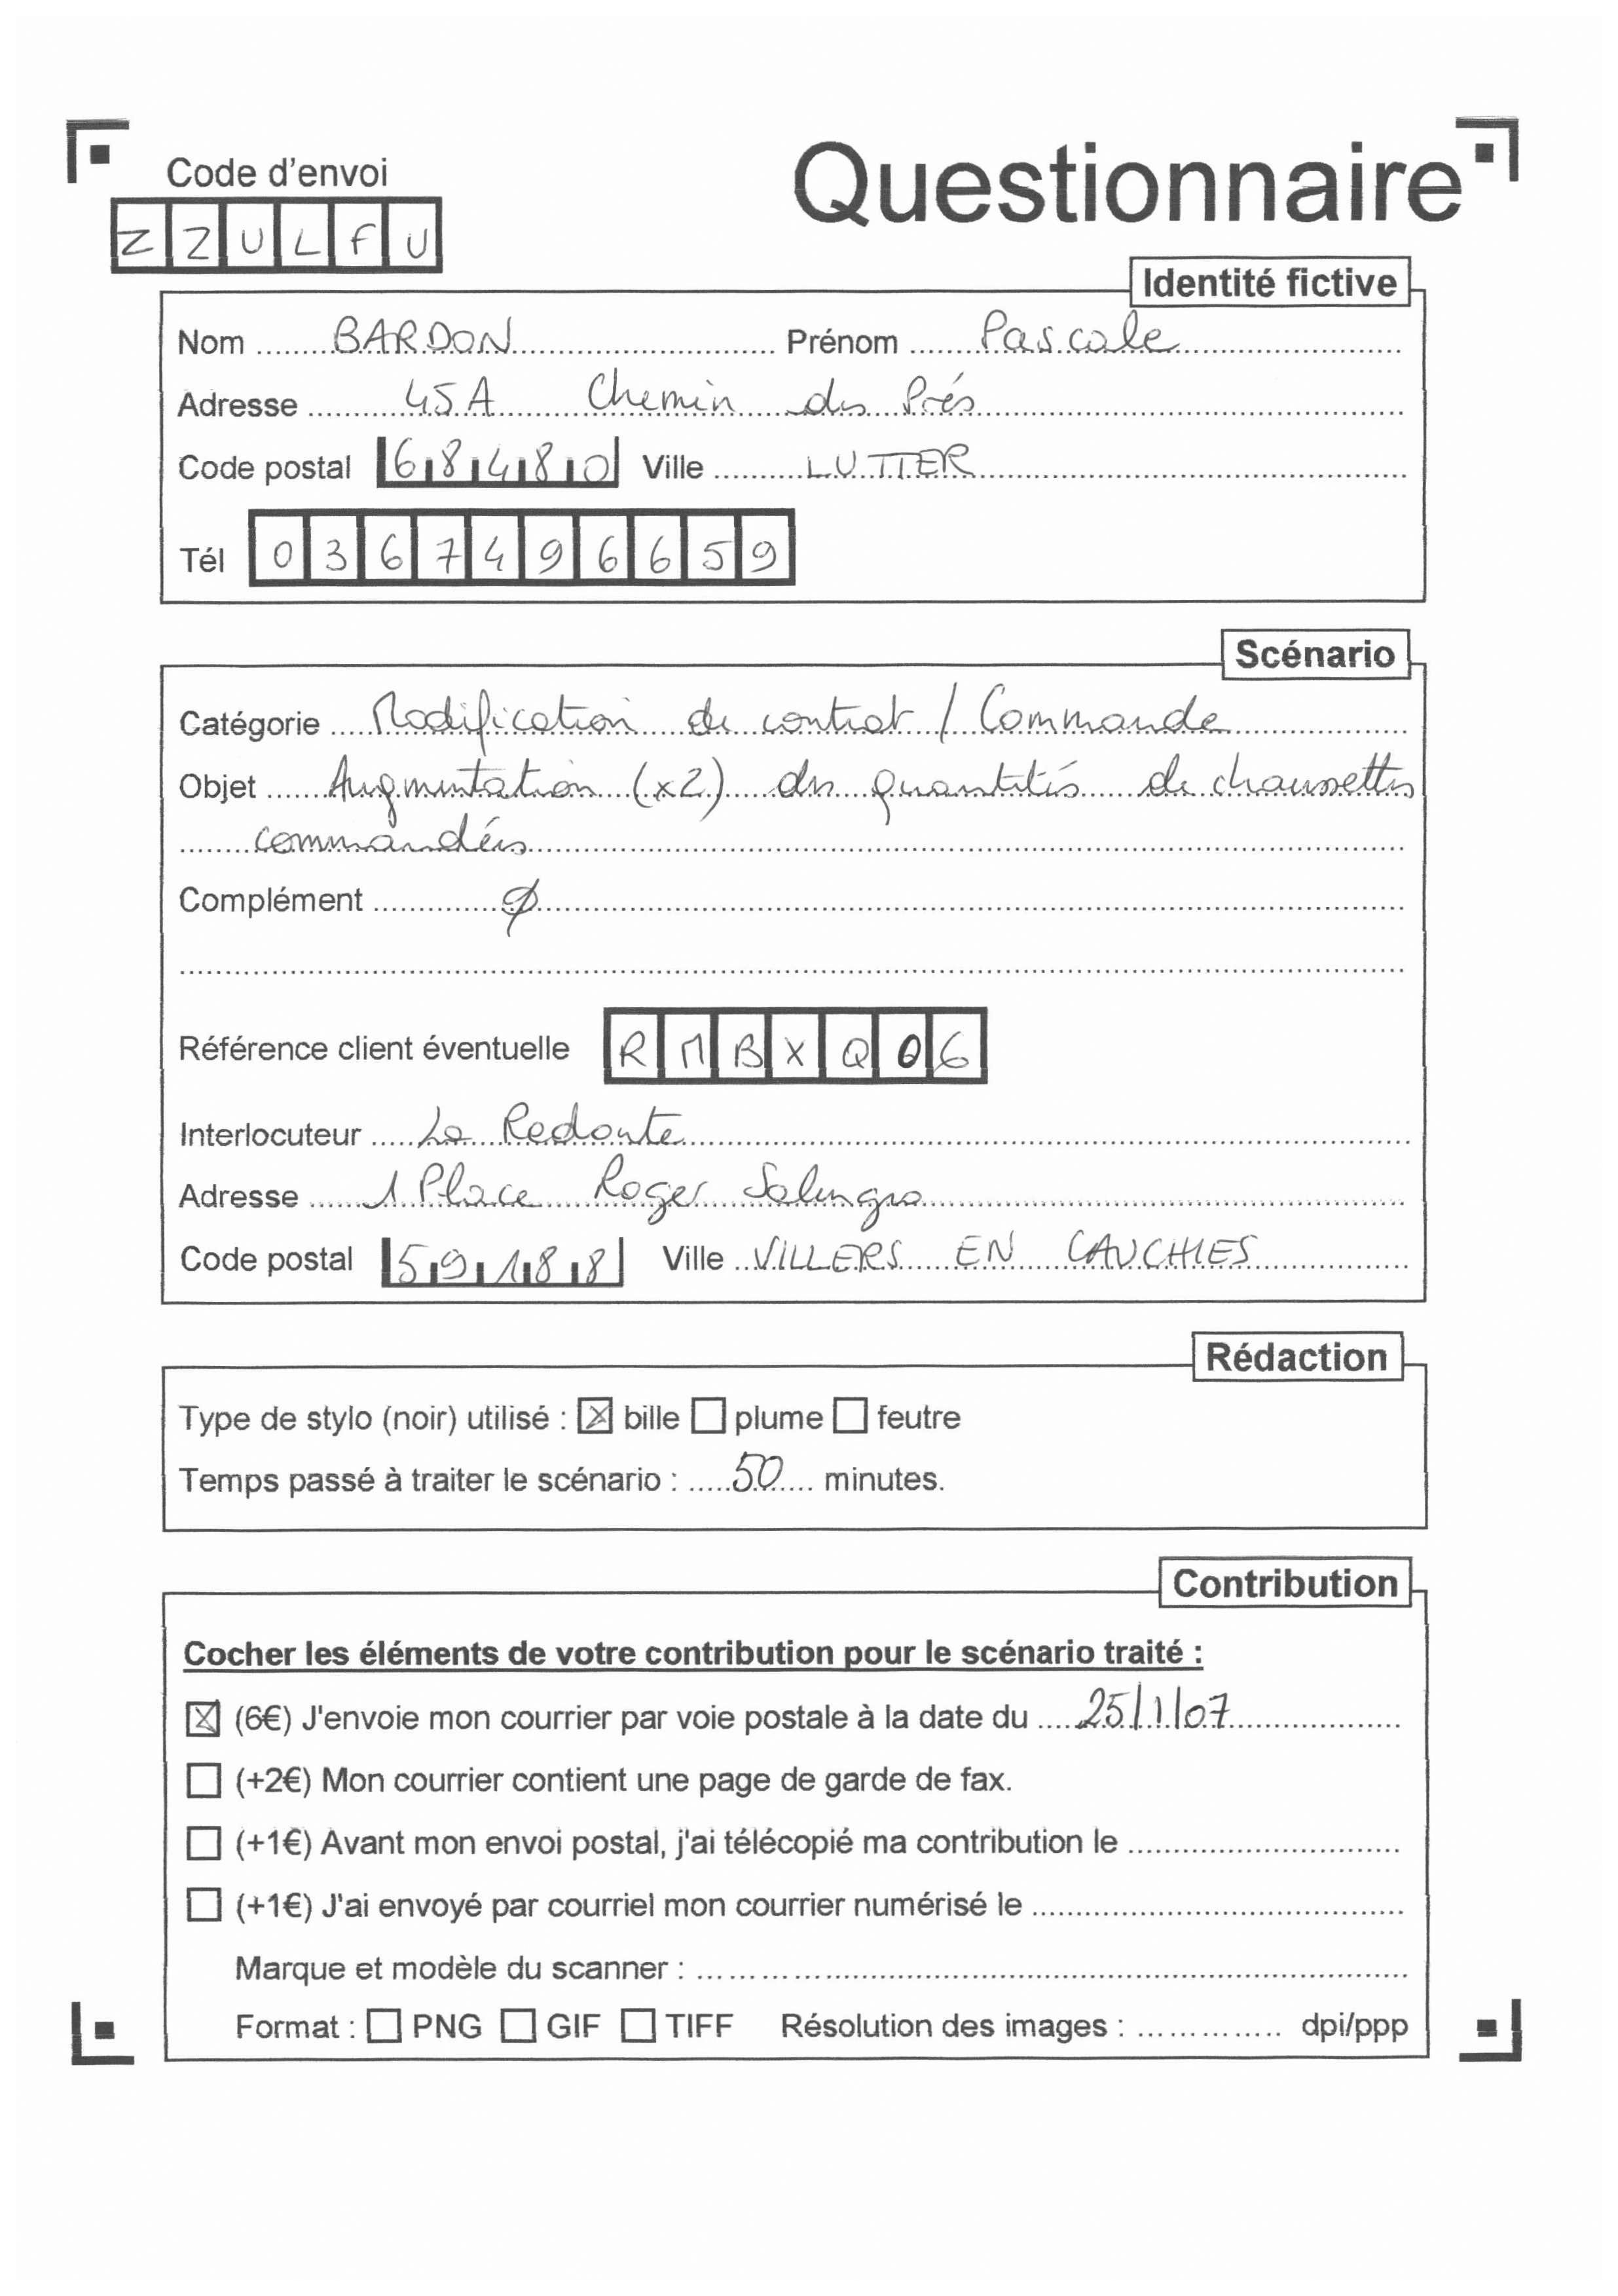 Code d'envoi
Questionnaire
Z Z U L F U
Identité fictive
Nom ........BARDON........ Prénom ........Pascale........
Adresse ........45A Chemin des Prés........
Code postal 68480 Ville ........LUTTER........
Tél 0367496659
Scénario
Catégorie ....Modification de contrat / Commande........
Objet ......Augmentation (x2) des quantités de chaussettes
......commandées........
Complément ........Ø........
Référence client éventuelle R M B X Q 0 6
Interlocuteur .....La Redoute........
Adresse ......1 Place Roger Salengro........
Code postal 59188 Ville ..VILLERS EN CAUCHIES........
Rédaction
Type de stylo (noir) utilisé : ☒ bille ☐ plume ☐ feutre
Temps passé à traiter le scénario : .....50.... minutes.
Contribution
Cocher les éléments de votre contribution pour le scénario traité :
☒ (6€) J'envoie mon courrier par voie postale à la date du ....25/1/07........
☐ (+2€) Mon courrier contient une page de garde de fax.
☐ (+1€) Avant mon envoi postal, j'ai télécopié ma contribution le ........
☐ (+1€) J'ai envoyé par courriel mon courrier numérisé le ........
Marque et modèle du scanner : ........
Format : ☐ PNG ☐ GIF ☐ TIFF Résolution des images : ........ dpi/ppp